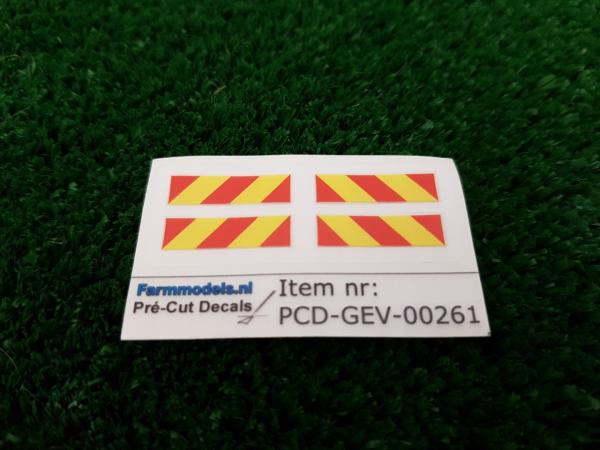 Farmmodels.nl
Pré-Cut Decals
Item nr:
PCD-GEV-00261